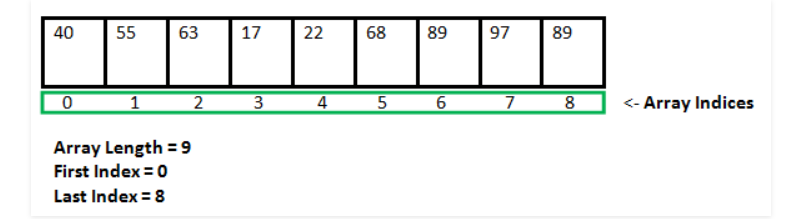 40 55 63 17 22 68 89 97 89
0 1 2 3 4 5 6 7 8 <- Array Indices
Array Length = 9
First Index = 0
Last Index = 8